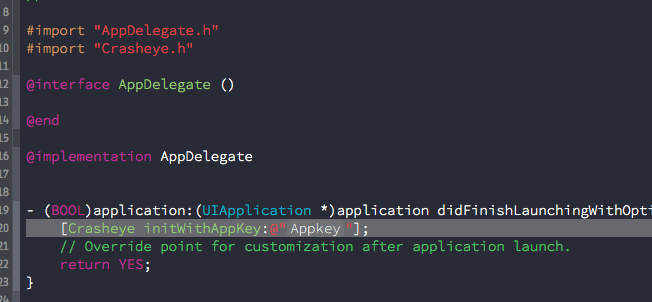 8
9 #import "AppDelegate.h"
10 #import "Crasheye.h"
11
12 @interface AppDelegate ()
13
14 @end
15
16 @implementation AppDelegate
17
18
19 - (BOOL)application:(UIApplication *)application didFinishLaunchingWithOpti
20 [Crasheye initWithAppKey:@"Appkey"];
21 // Override point for customization after application launch.
22 return YES;
23 }
24